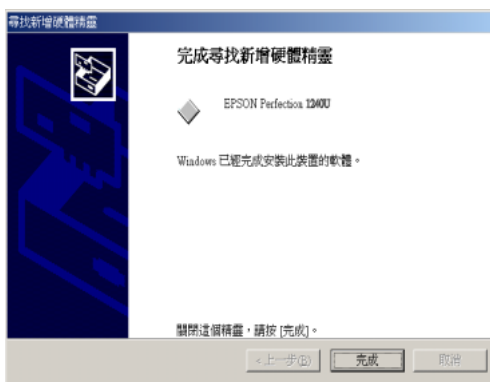 尋找新增硬體精靈
完成尋找新增硬體精靈
EPSON Perfection 1240U
Windows 已經完成安裝此裝置的軟體。
關閉這個精靈，請按 [完成]。
<上一步(B)
完成
取消